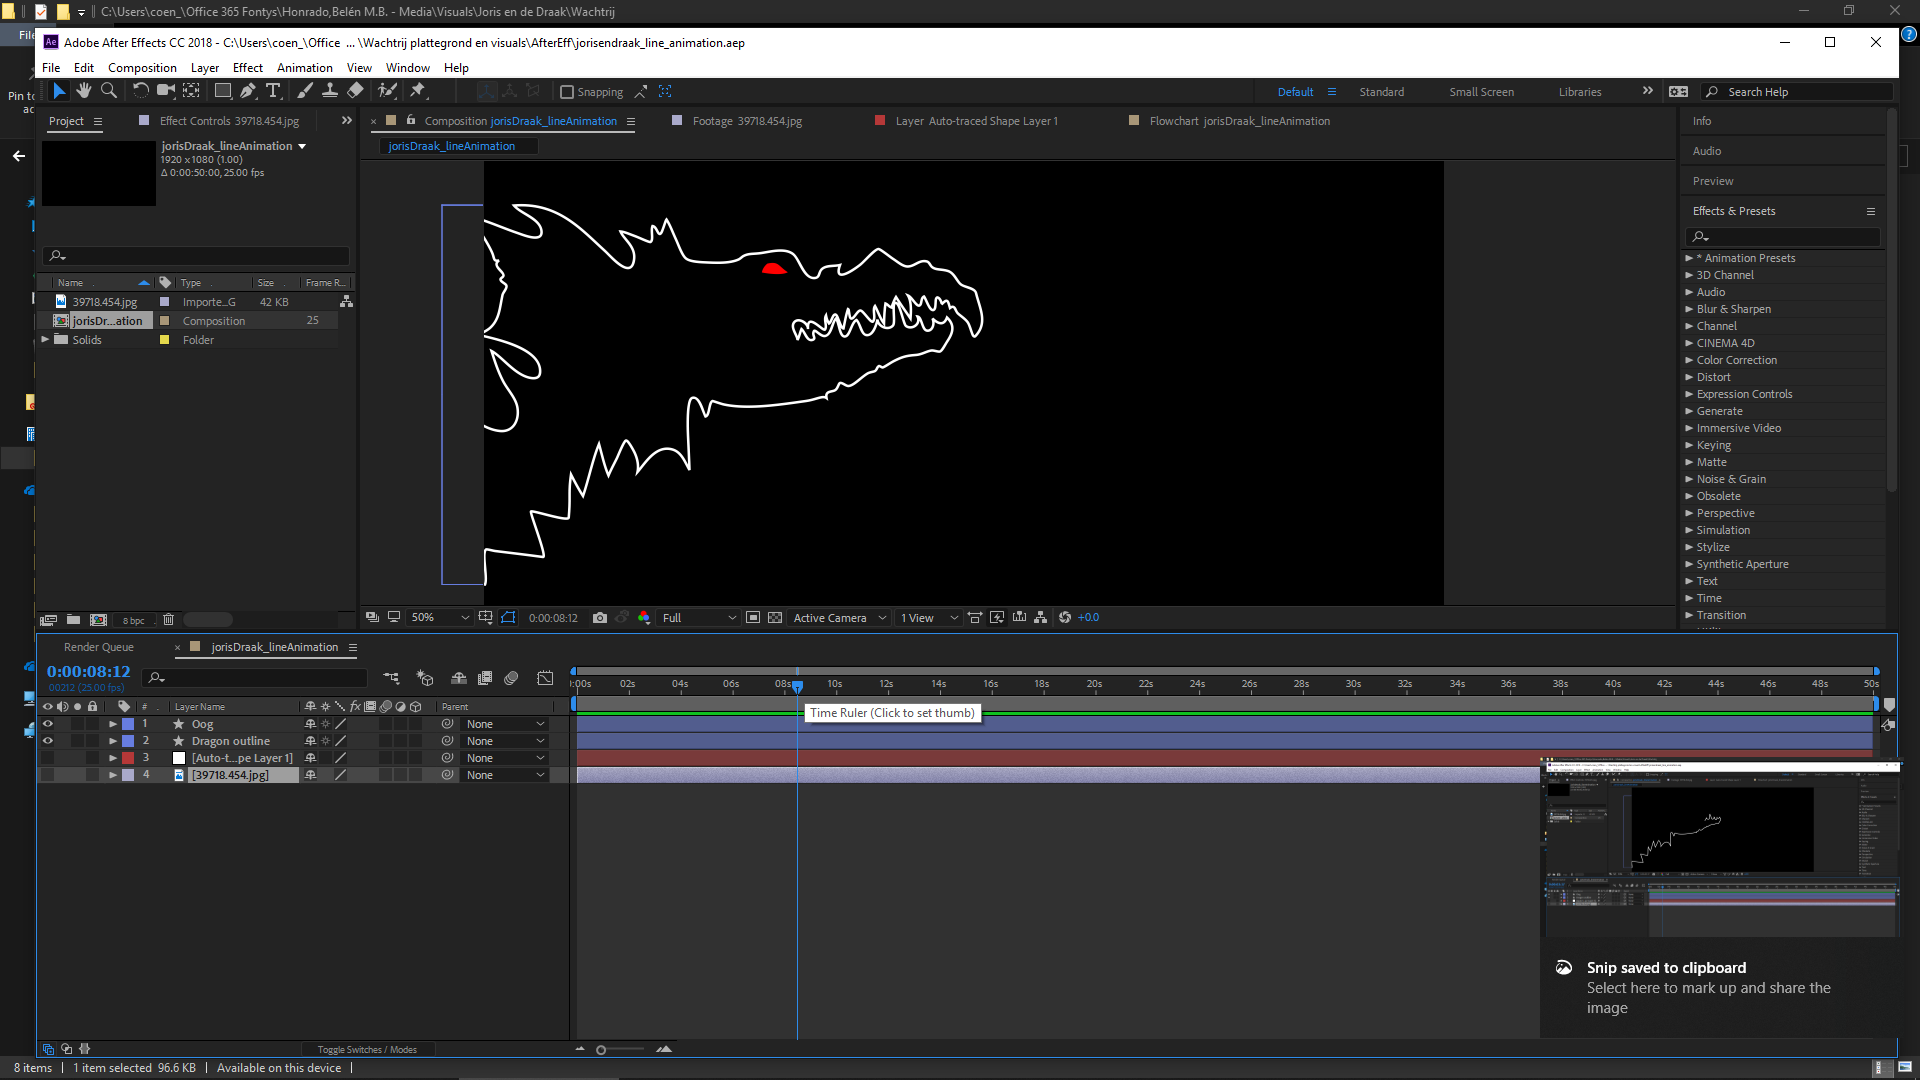 C:\Users\coen_\Office 365 Fontys\Honrado,Belén M.B. - Media\Visuals\Joris en de Draak\Wachtrij
File
Adobe After Effects CC 2018 - C:\Users\coen_\Office ... \Wachtrij plattegrond en visuals\AfterEff\jorisendraak_line_animation.aep
File Edit Composition Layer Effect Animation View Window Help
Pin to
Snapping
Default Standard Small Screen Libraries
Search Help
Project
Effect Controls 39718.454.jpg
Composition jorisDraak_lineAnimation
Footage 39718.454.jpg
Layer Auto-traced Shape Layer 1
Flowchart jorisDraak_lineAnimation
jorisDraak_lineAnimation
jorisDraak_lineAnimation
1920 x 1080 (1.00)
Δ 0:00:50:00, 25.00 fps
Name Type Size Frame R...
39718.454.jpg Importe...G 42 KB
jorisDr...ation Composition 25
Solids Folder
8 bpc
50% 0:00:08:12 Full Active Camera 1 View +0.0
Info
Audio
Preview
Effects & Presets
* Animation Presets
3D Channel
Audio
Blur & Sharpen
Channel
CINEMA 4D
Color Correction
Distort
Expression Controls
Generate
Immersive Video
Keying
Matte
Noise & Grain
Obsolete
Perspective
Simulation
Stylize
Synthetic Aperture
Text
Time
Transition
Render Queue
jorisDraak_lineAnimation
0:00:08:12
00212 (25.00 fps)
:00s 02s 04s 06s 08s 10s 12s 14s 16s 18s 20s 22s 24s 26s 28s 30s 32s 34s 36s 38s 40s 42s 44s 46s 48s 50s
# Layer Name fx Parent
1 Oog None
2 Dragon outline None
3 [Auto-t...pe Layer 1] None
4 [39718.454.jpg] None
Time Ruler (Click to set thumb)
Toggle Switches / Modes
Snip saved to clipboard
Select here to mark up and share the
image
8 items 1 item selected 96.6 KB Available on this device